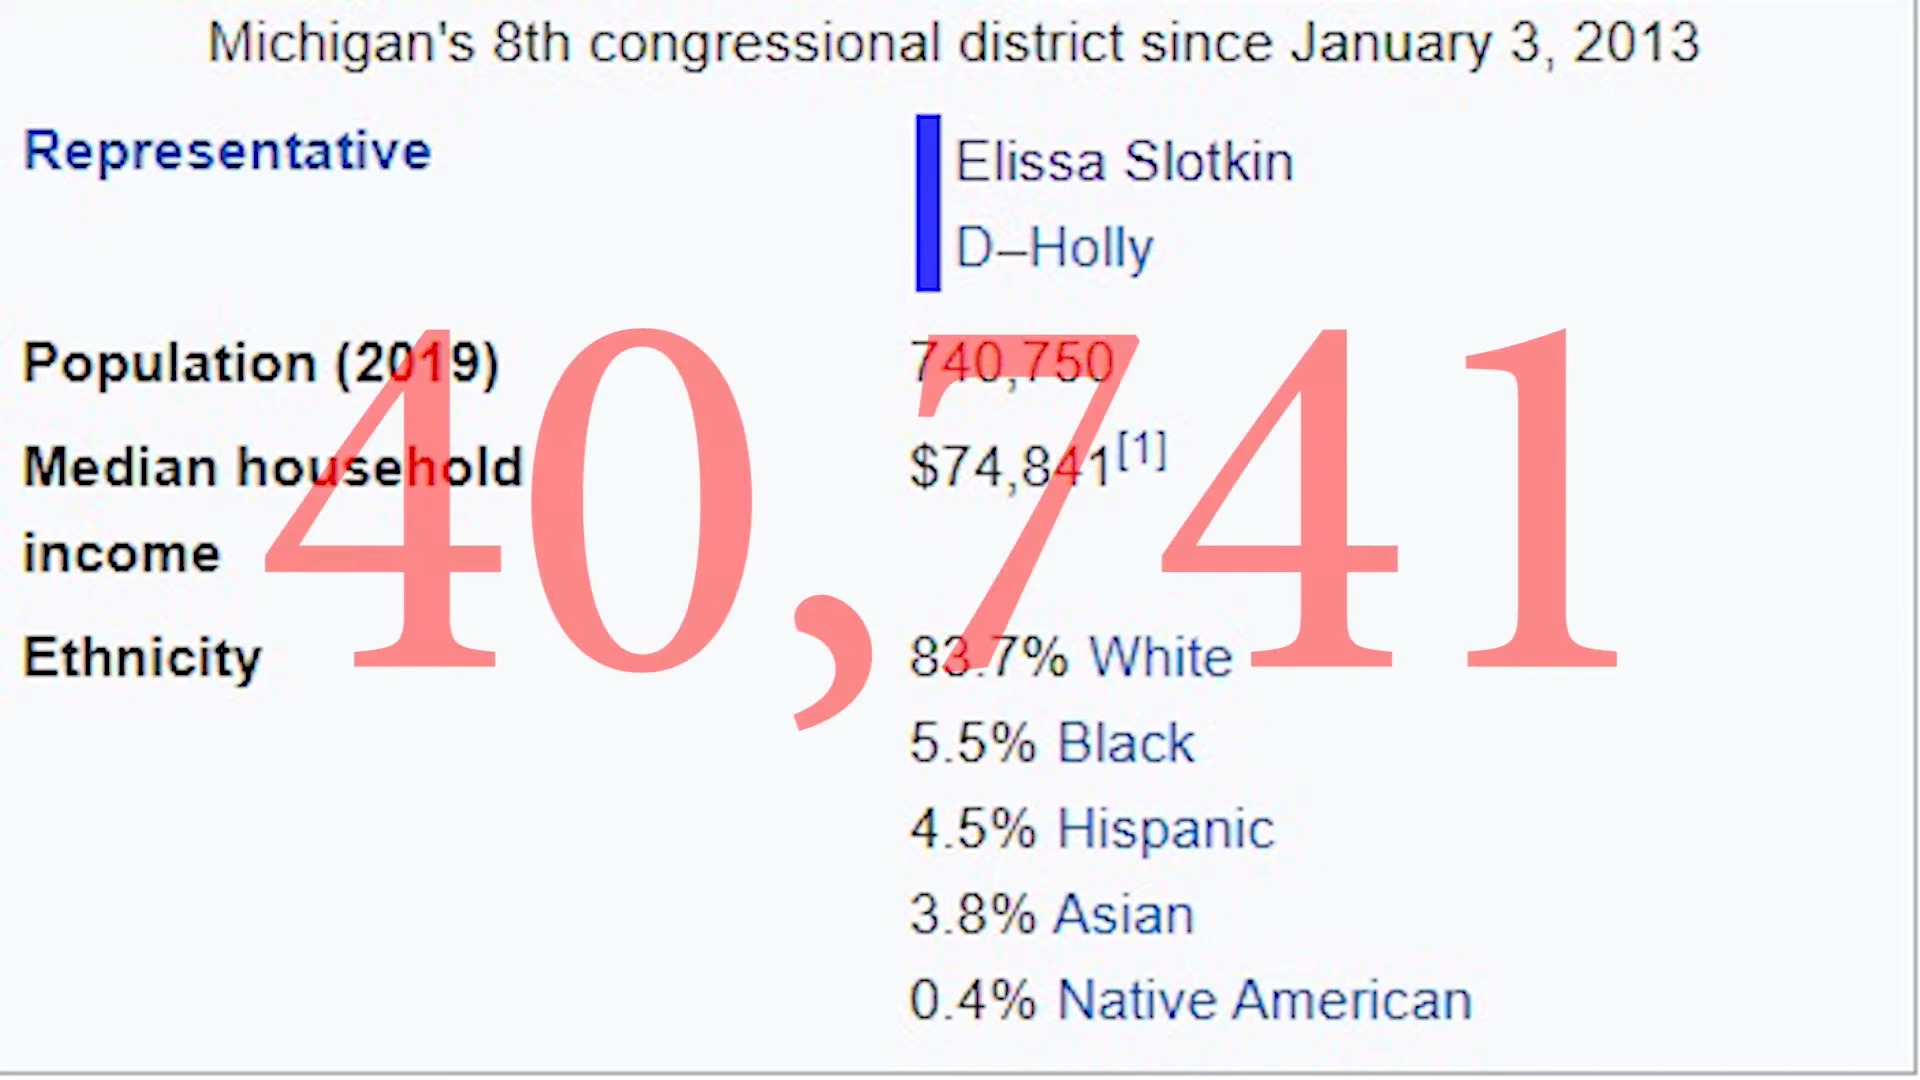 Michigan's 8th congressional district since January 3, 2013
Representative
Elissa Slotkin
D–Holly
Population (2019)
740,750
Median household
income
$74,841[1]
40,741
Ethnicity
83.7% White
5.5% Black
4.5% Hispanic
3.8% Asian
0.4% Native American